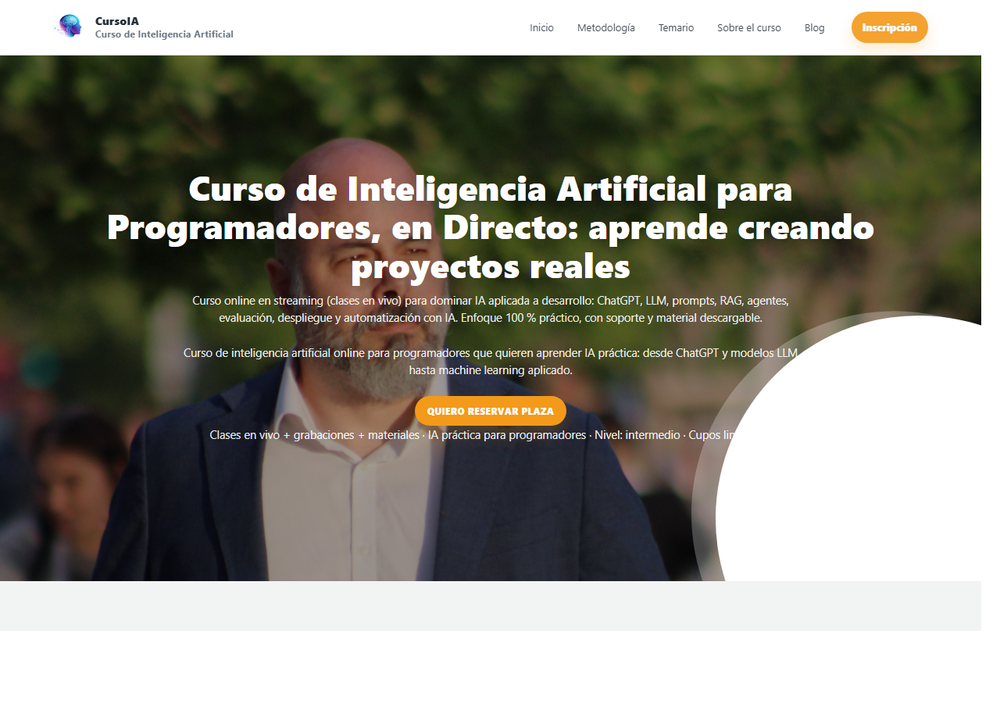 CursoIA
Curso de Inteligencia Artificial
Inicio
Metodología
Temario
Sobre el curso
Blog
Inscripción
Curso de Inteligencia Artificial para
Programadores, en Directo: aprende creando
proyectos reales
Curso online en streaming (clases en vivo) para dominar IA aplicada a desarrollo: ChatGPT, LLM, prompts, RAG, agentes,
evaluación, despliegue y automatización con IA. Enfoque 100 % práctico, con soporte y material descargable.
Curso de inteligencia artificial online para programadores que quieren aprender IA práctica: desde ChatGPT y modelos LLM
hasta machine learning aplicado.
QUIERO RESERVAR PLAZA
Clases en vivo + grabaciones + materiales · IA práctica para programadores · Nivel: intermedio · Cupos